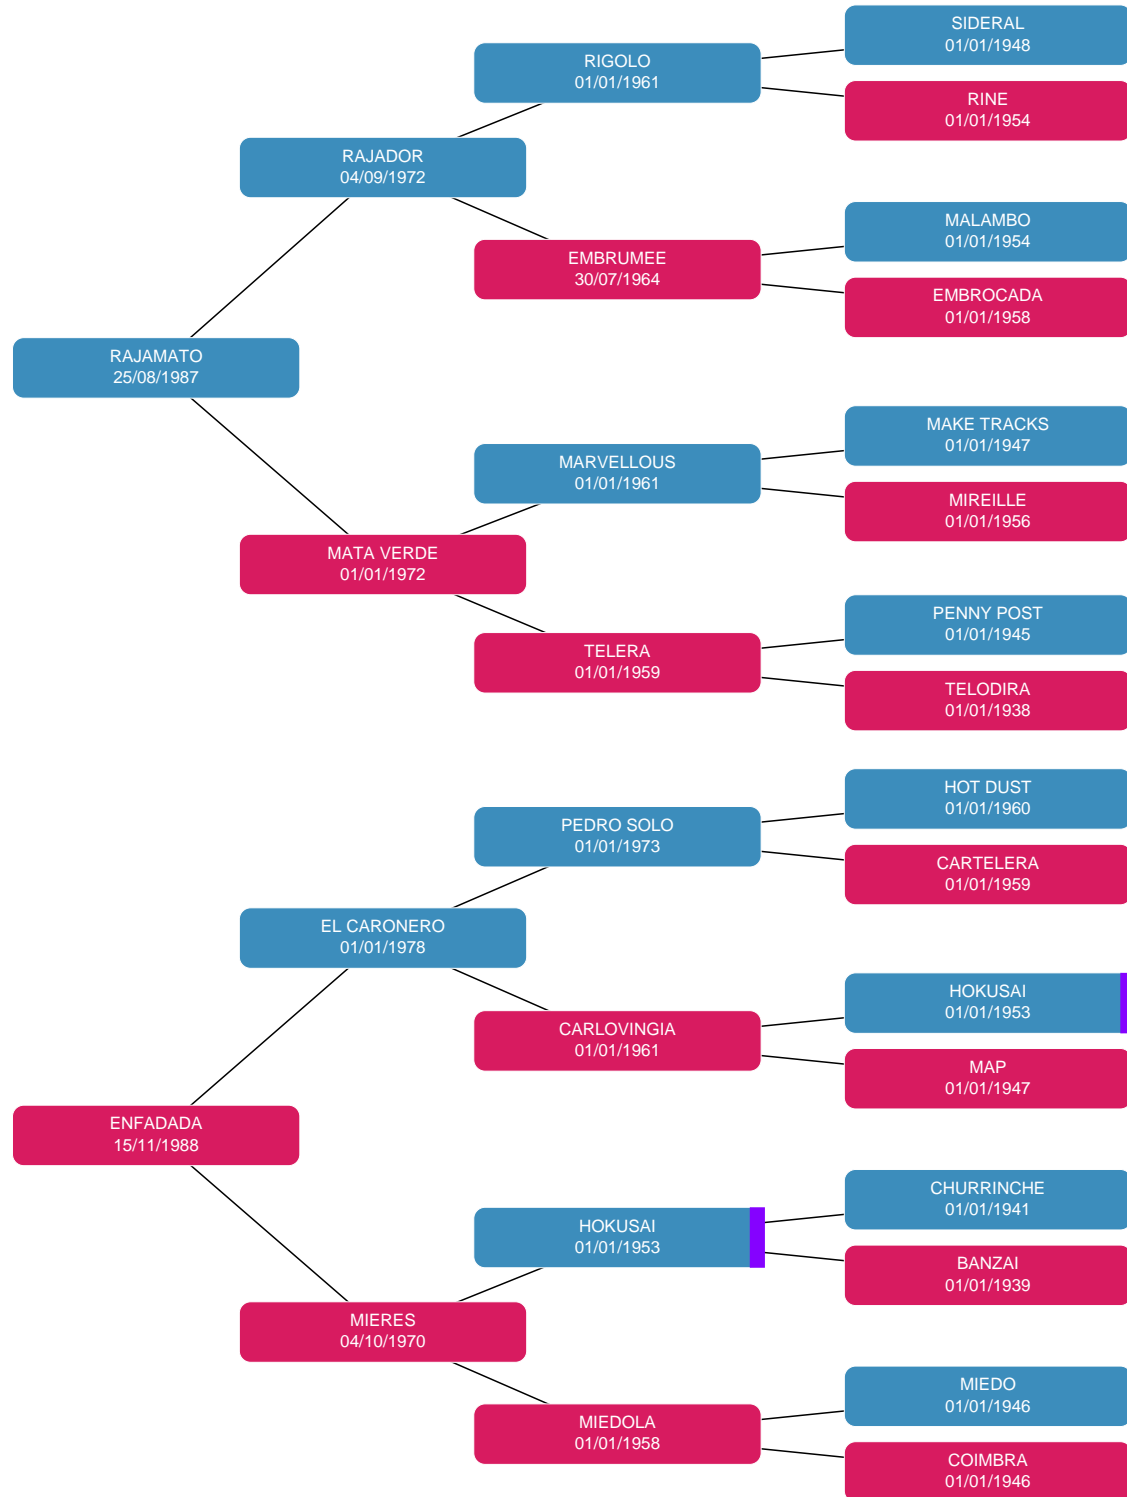 SIDERAL
01/01/1948
RIGOLO
01/01/1961
RINE
01/01/1954
RAJADOR
04/09/1972
MALAMBO
01/01/1954
EMBRUMEE
30/07/1964
EMBROCADA
01/01/1958
RAJAMATO
25/08/1987
MAKE TRACKS
01/01/1947
MARVELLOUS
01/01/1961
MIREILLE
01/01/1956
MATA VERDE
01/01/1972
PENNY POST
01/01/1945
TELERA
01/01/1959
TELODIRA
01/01/1938
HOT DUST
01/01/1960
PEDRO SOLO
01/01/1973
CARTELERA
01/01/1959
EL CARONERO
01/01/1978
HOKUSAI
01/01/1953
CARLOVINGIA
01/01/1961
MAP
01/01/1947
ENFADADA
15/11/1988
CHURRINCHE
01/01/1941
HOKUSAI
01/01/1953
BANZAI
01/01/1939
MIERES
04/10/1970
MIEDO
01/01/1946
MIEDOLA
01/01/1958
COIMBRA
01/01/1946